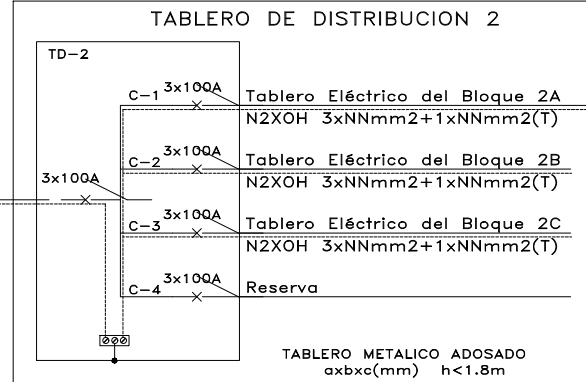 TABLERO DE DISTRIBUCION 2
TD-2
C-1 3x100A Tablero Eléctrico del Bloque 2A
N2XOH 3xNNmm2+1xNNmm2(T)
C-2 3x100A Tablero Eléctrico del Bloque 2B
N2XOH 3xNNmm2+1xNNmm2(T)
3x100A
C-3 3x100A Tablero Eléctrico del Bloque 2C
N2XOH 3xNNmm2+1xNNmm2(T)
C-4 3x100A Reserva
TABLERO METALICO ADOSADO
axbxc(mm) h<1.8m